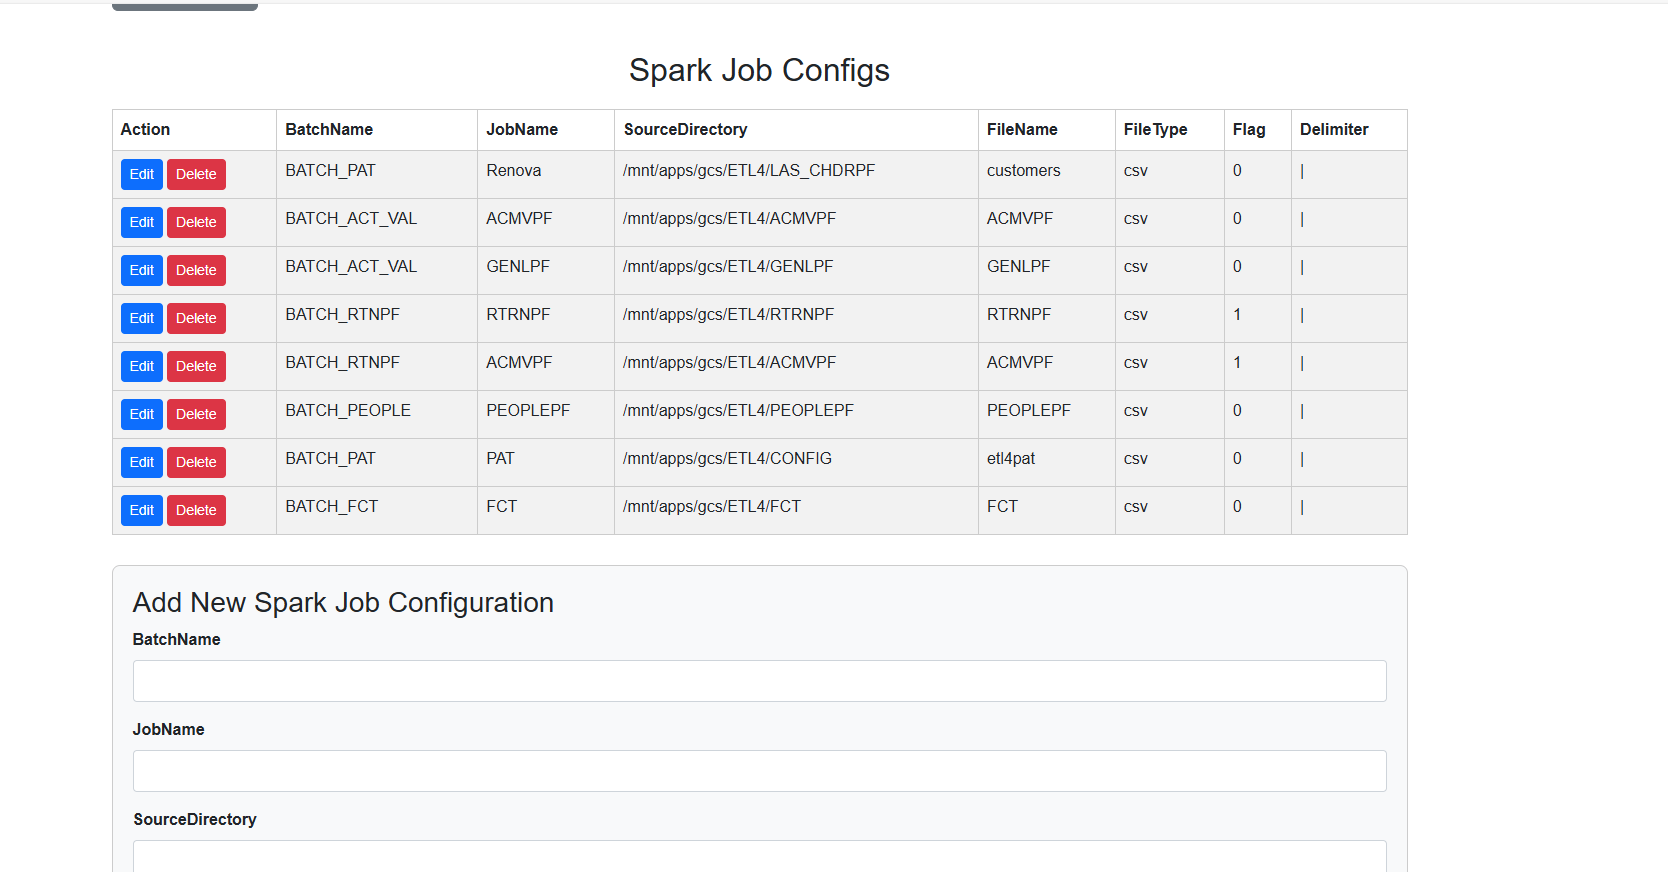 Spark Job Configs
Action BatchName JobName SourceDirectory FileName FileType Flag Delimiter
Edit Delete BATCH_PAT Renova /mnt/apps/gcs/ETL4/LAS_CHDRPF customers csv 0 |
Edit Delete BATCH_ACT_VAL ACMVPF /mnt/apps/gcs/ETL4/ACMVPF ACMVPF csv 0 |
Edit Delete BATCH_ACT_VAL GENLPF /mnt/apps/gcs/ETL4/GENLPF GENLPF csv 0 |
Edit Delete BATCH_RTNPF RTRNPF /mnt/apps/gcs/ETL4/RTRNPF RTRNPF csv 1 |
Edit Delete BATCH_RTNPF ACMVPF /mnt/apps/gcs/ETL4/ACMVPF ACMVPF csv 1 |
Edit Delete BATCH_PEOPLE PEOPLEPF /mnt/apps/gcs/ETL4/PEOPLEPF PEOPLEPF csv 0 |
Edit Delete BATCH_PAT PAT /mnt/apps/gcs/ETL4/CONFIG etl4pat csv 0 |
Edit Delete BATCH_FCT FCT /mnt/apps/gcs/ETL4/FCT FCT csv 0 |
Add New Spark Job Configuration
BatchName
JobName
SourceDirectory